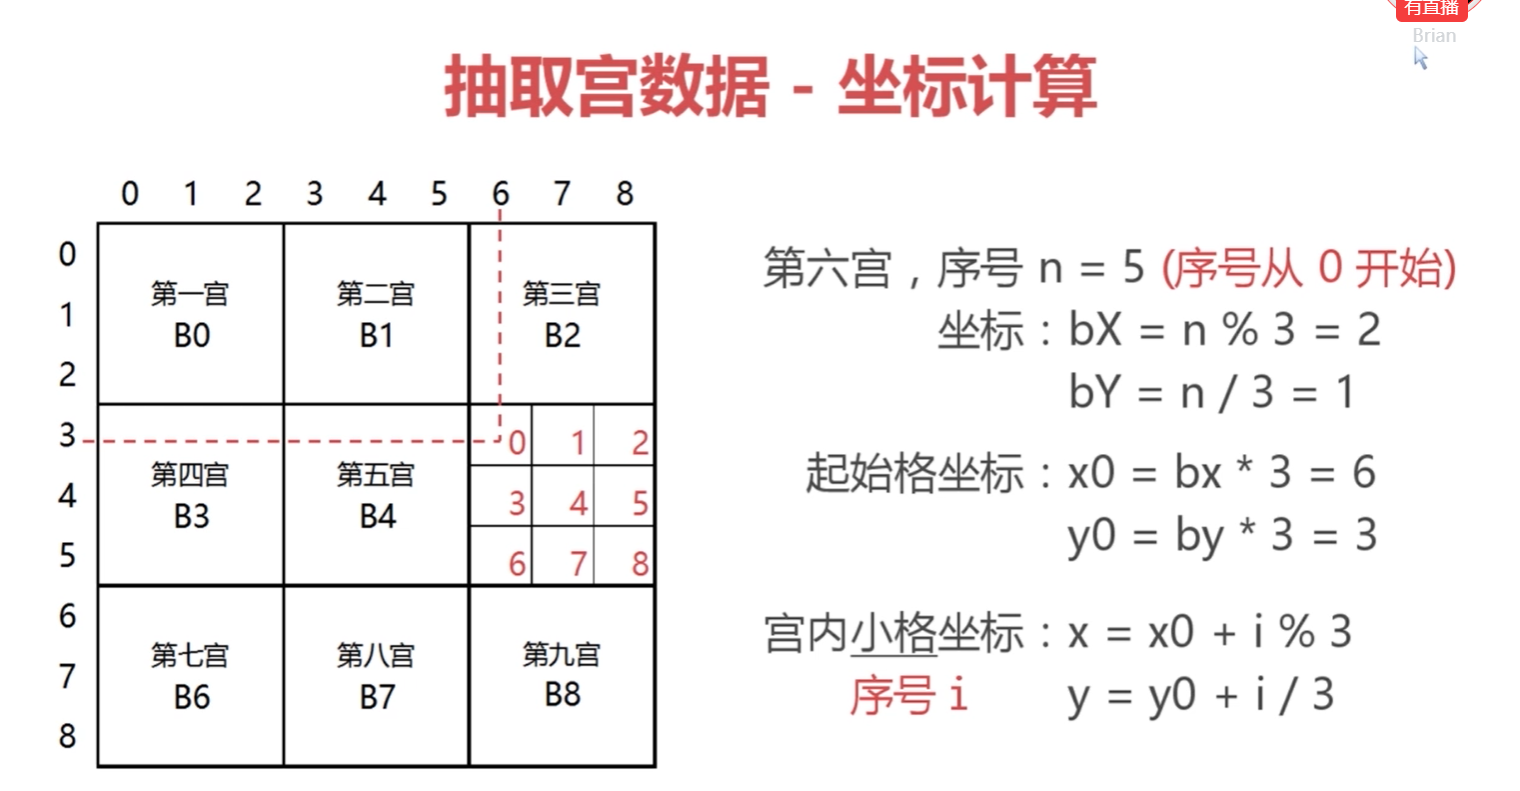 有直播
Brian
抽取宫数据 - 坐标计算
0 1 2 3 4 5 6 7 8
0
第一宫 第二宫 第三宫
1
B0 B1 B2
2
3
0 1 2
第四宫 第五宫
4
3 4 5
B3 B4
5
6 7 8
6
第七宫 第八宫 第九宫
7
B6 B7 B8
8
第六宫，序号 n = 5 (序号从 0 开始)
坐标：bX = n % 3 = 2
bY = n / 3 = 1
起始格坐标：x0 = bx * 3 = 6
y0 = by * 3 = 3
宫内小格坐标：x = x0 + i % 3
序号 i y = y0 + i / 3